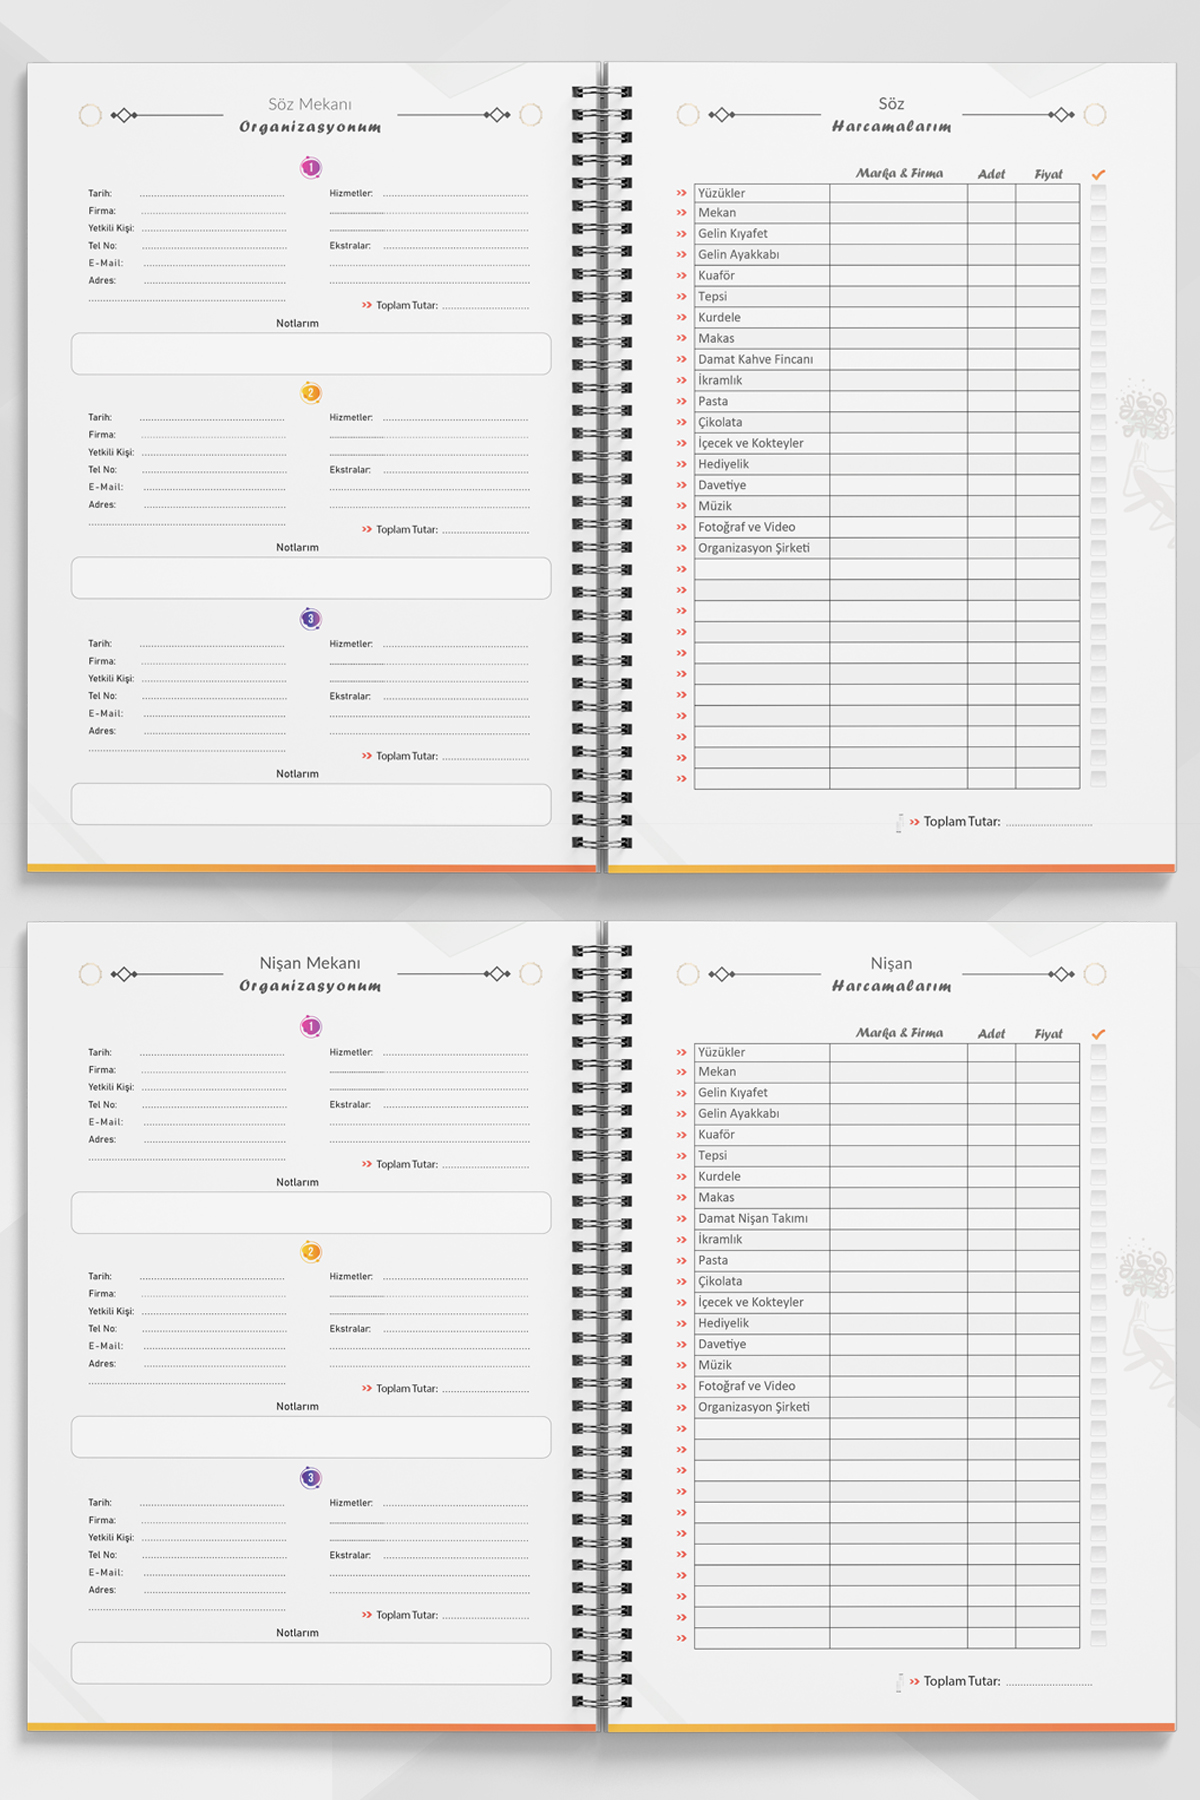 Söz Mekanı
Organizasyonum
1
Tarih:
Firma:
Yetkili Kişi:
Tel No:
E-Mail:
Adres:
Hizmetler:
Ekstralar:
Toplam Tutar:
Notlarım
2
Tarih:
Firma:
Yetkili Kişi:
Tel No:
E-Mail:
Adres:
Hizmetler:
Ekstralar:
Toplam Tutar:
Notlarım
3
Tarih:
Firma:
Yetkili Kişi:
Tel No:
E-Mail:
Adres:
Hizmetler:
Ekstralar:
Toplam Tutar:
Notlarım
Söz
Harcamalarım
Marka & Firma Adet Fiyat
Yüzükler
Mekan
Gelin Kıyafet
Gelin Ayakkabı
Kuaför
Tepsi
Kurdele
Makas
Damat Kahve Fincanı
İkramlık
Pasta
Çikolata
İçecek ve Kokteyler
Hediyelik
Davetiye
Müzik
Fotoğraf ve Video
Organizasyon Şirketi
Toplam Tutar:
Nişan Mekanı
Organizasyonum
1
Tarih:
Firma:
Yetkili Kişi:
Tel No:
E-Mail:
Adres:
Hizmetler:
Ekstralar:
Toplam Tutar:
Notlarım
2
Tarih:
Firma:
Yetkili Kişi:
Tel No:
E-Mail:
Adres:
Hizmetler:
Ekstralar:
Toplam Tutar:
Notlarım
3
Tarih:
Firma:
Yetkili Kişi:
Tel No:
E-Mail:
Adres:
Hizmetler:
Ekstralar:
Toplam Tutar:
Notlarım
Nişan
Harcamalarım
Marka & Firma Adet Fiyat
Yüzükler
Mekan
Gelin Kıyafet
Gelin Ayakkabı
Kuaför
Tepsi
Kurdele
Makas
Damat Nişan Takımı
İkramlık
Pasta
Çikolata
İçecek ve Kokteyler
Hediyelik
Davetiye
Müzik
Fotoğraf ve Video
Organizasyon Şirketi
Toplam Tutar: